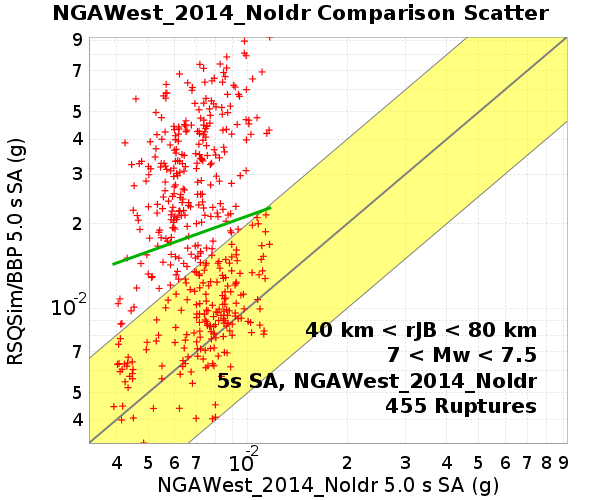 NGAWest_2014_NoIdr Comparison Scatter
RSQSim/BBP 5.0 s SA (g)
9
7
5
4
3
2
10-2
7
5
4
40 km < rJB < 80 km
7 < Mw < 7.5
5s SA, NGAWest_2014_NoIdr
455 Ruptures
4 5 6 7 10-2 2 3 4 5 6 7 8 9
NGAWest_2014_NoIdr 5.0 s SA (g)